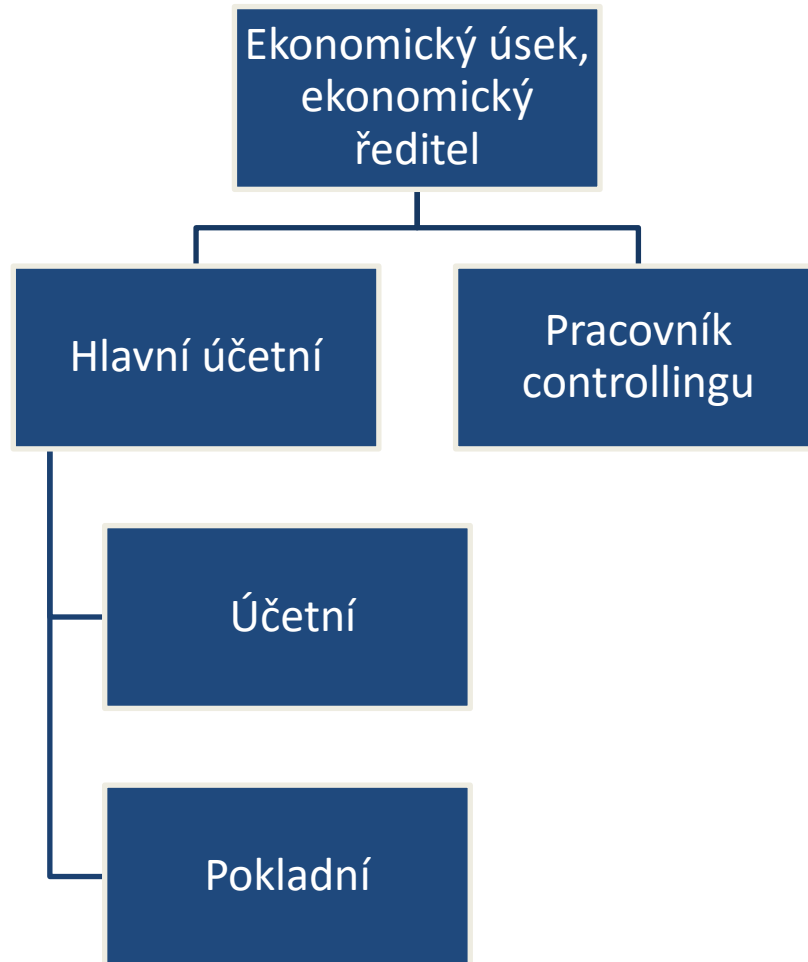 Ekonomický úsek,
ekonomický
ředitel
Hlavní účetní
Pracovník
controllingu
Účetní
Pokladní